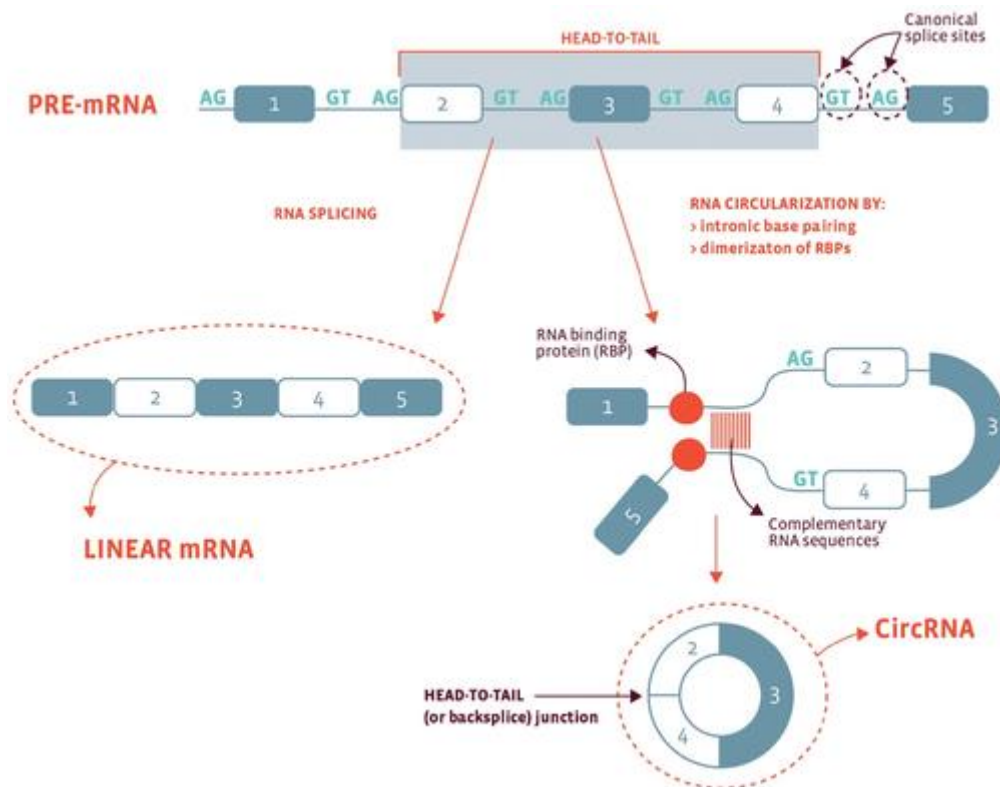 Canonical
splice sites
HEAD-TO-TAIL
PRE-mRNA
AG 1 GT AG 2 GT AG 3 GT AG 4 GT AG 5
RNA SPLICING
RNA CIRCULARIZATION BY:
> intronic base pairing
> dimerizaton of RBPs
RNA binding
protein (RBP)
AG 2
1
3
1 2 3 4 5
GT 4
5
Complementary
RNA sequences
LINEAR mRNA
CircRNA
2
3
4
HEAD-TO-TAIL
(or backsplice) junction